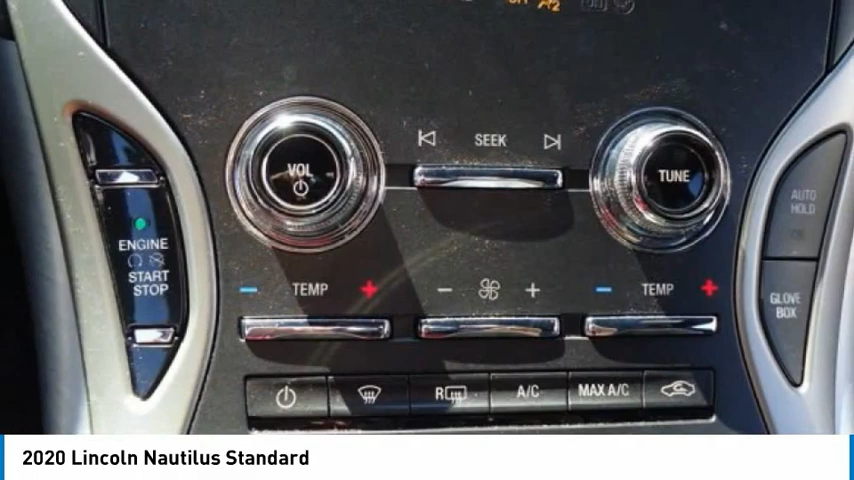 SEEK
VOL
TUNE
AUTO
HOLD
ENGINE
START
STOP
- TEMP +
- +
- TEMP +
GLOVE
BOX
R
A/C
MAX A/C
2020 Lincoln Nautilus Standard